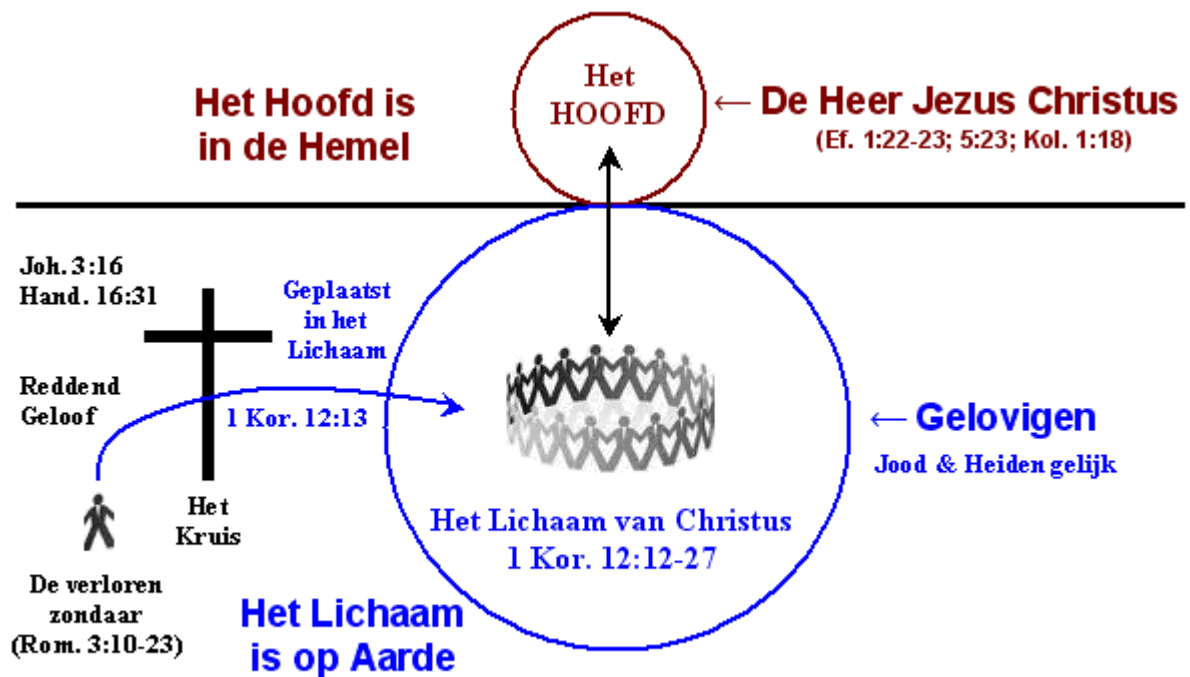 Het Hoofd is
in de Hemel
Het
HOOFD
← De Heer Jezus Christus
(Ef. 1:22-23; 5:23; Kol. 1:18)
Joh. 3:16
Hand. 16:31
Geplaatst
in het
Lichaam
Reddend
Geloof
1 Kor. 12:13
← Gelovigen
Jood & Heiden gelijk
Het
Kruis
Het Lichaam van Christus
1 Kor. 12:12-27
De verloren
zondaar
(Rom. 3:10-23)
Het Lichaam
is op Aarde